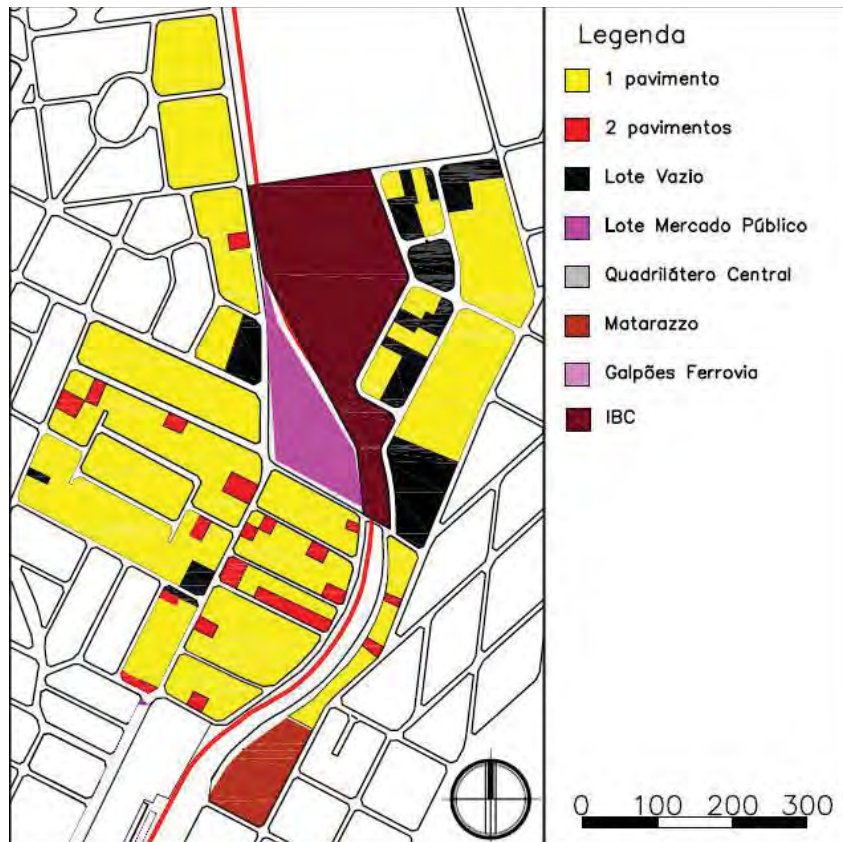 Legenda
1 pavimento
2 pavimentos
Lote Vazio
Lote Mercado Público
Quadrilátero Central
Matarazzo
Galpões Ferrovia
IBC
0 100 200 300